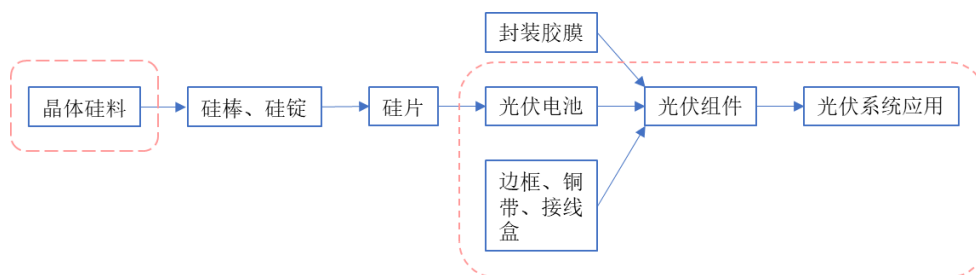 封装胶膜
晶体硅料
硅棒、硅锭
硅片
光伏电池
光伏组件
光伏系统应用
边框、铜
带、接线
盒